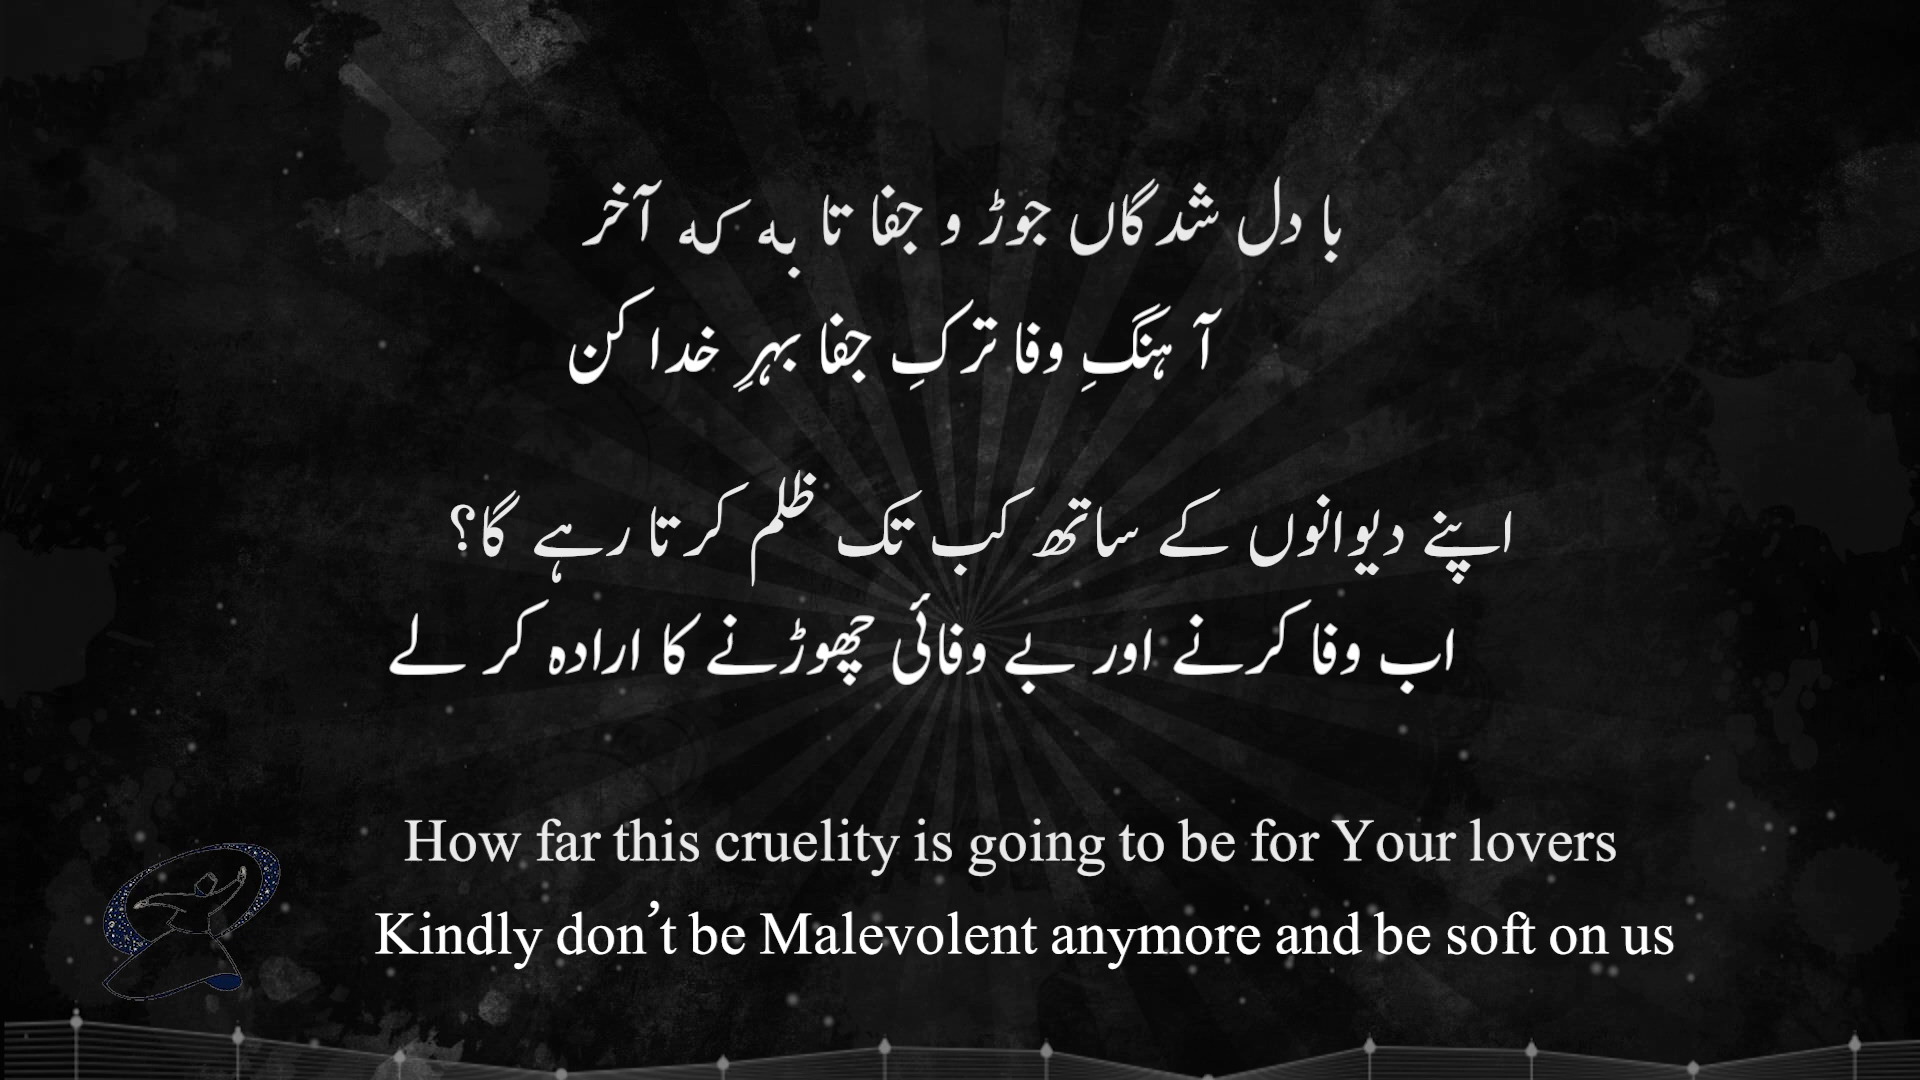 با دل شدگاں جوڑ و جفا تا به که آخر
آہنگِ وفا ترکِ جفا بہرِ خدا کن
اپنے دیوانوں کے ساتھ کب تک ظلم کرتا رہے گا؟
اب وفا کرنے اور بے وفائی چھوڑنے کا ارادہ کر لے
How far this cruelity is going to be for Your lovers
Kindly don’t be Malevolent anymore and be soft on us